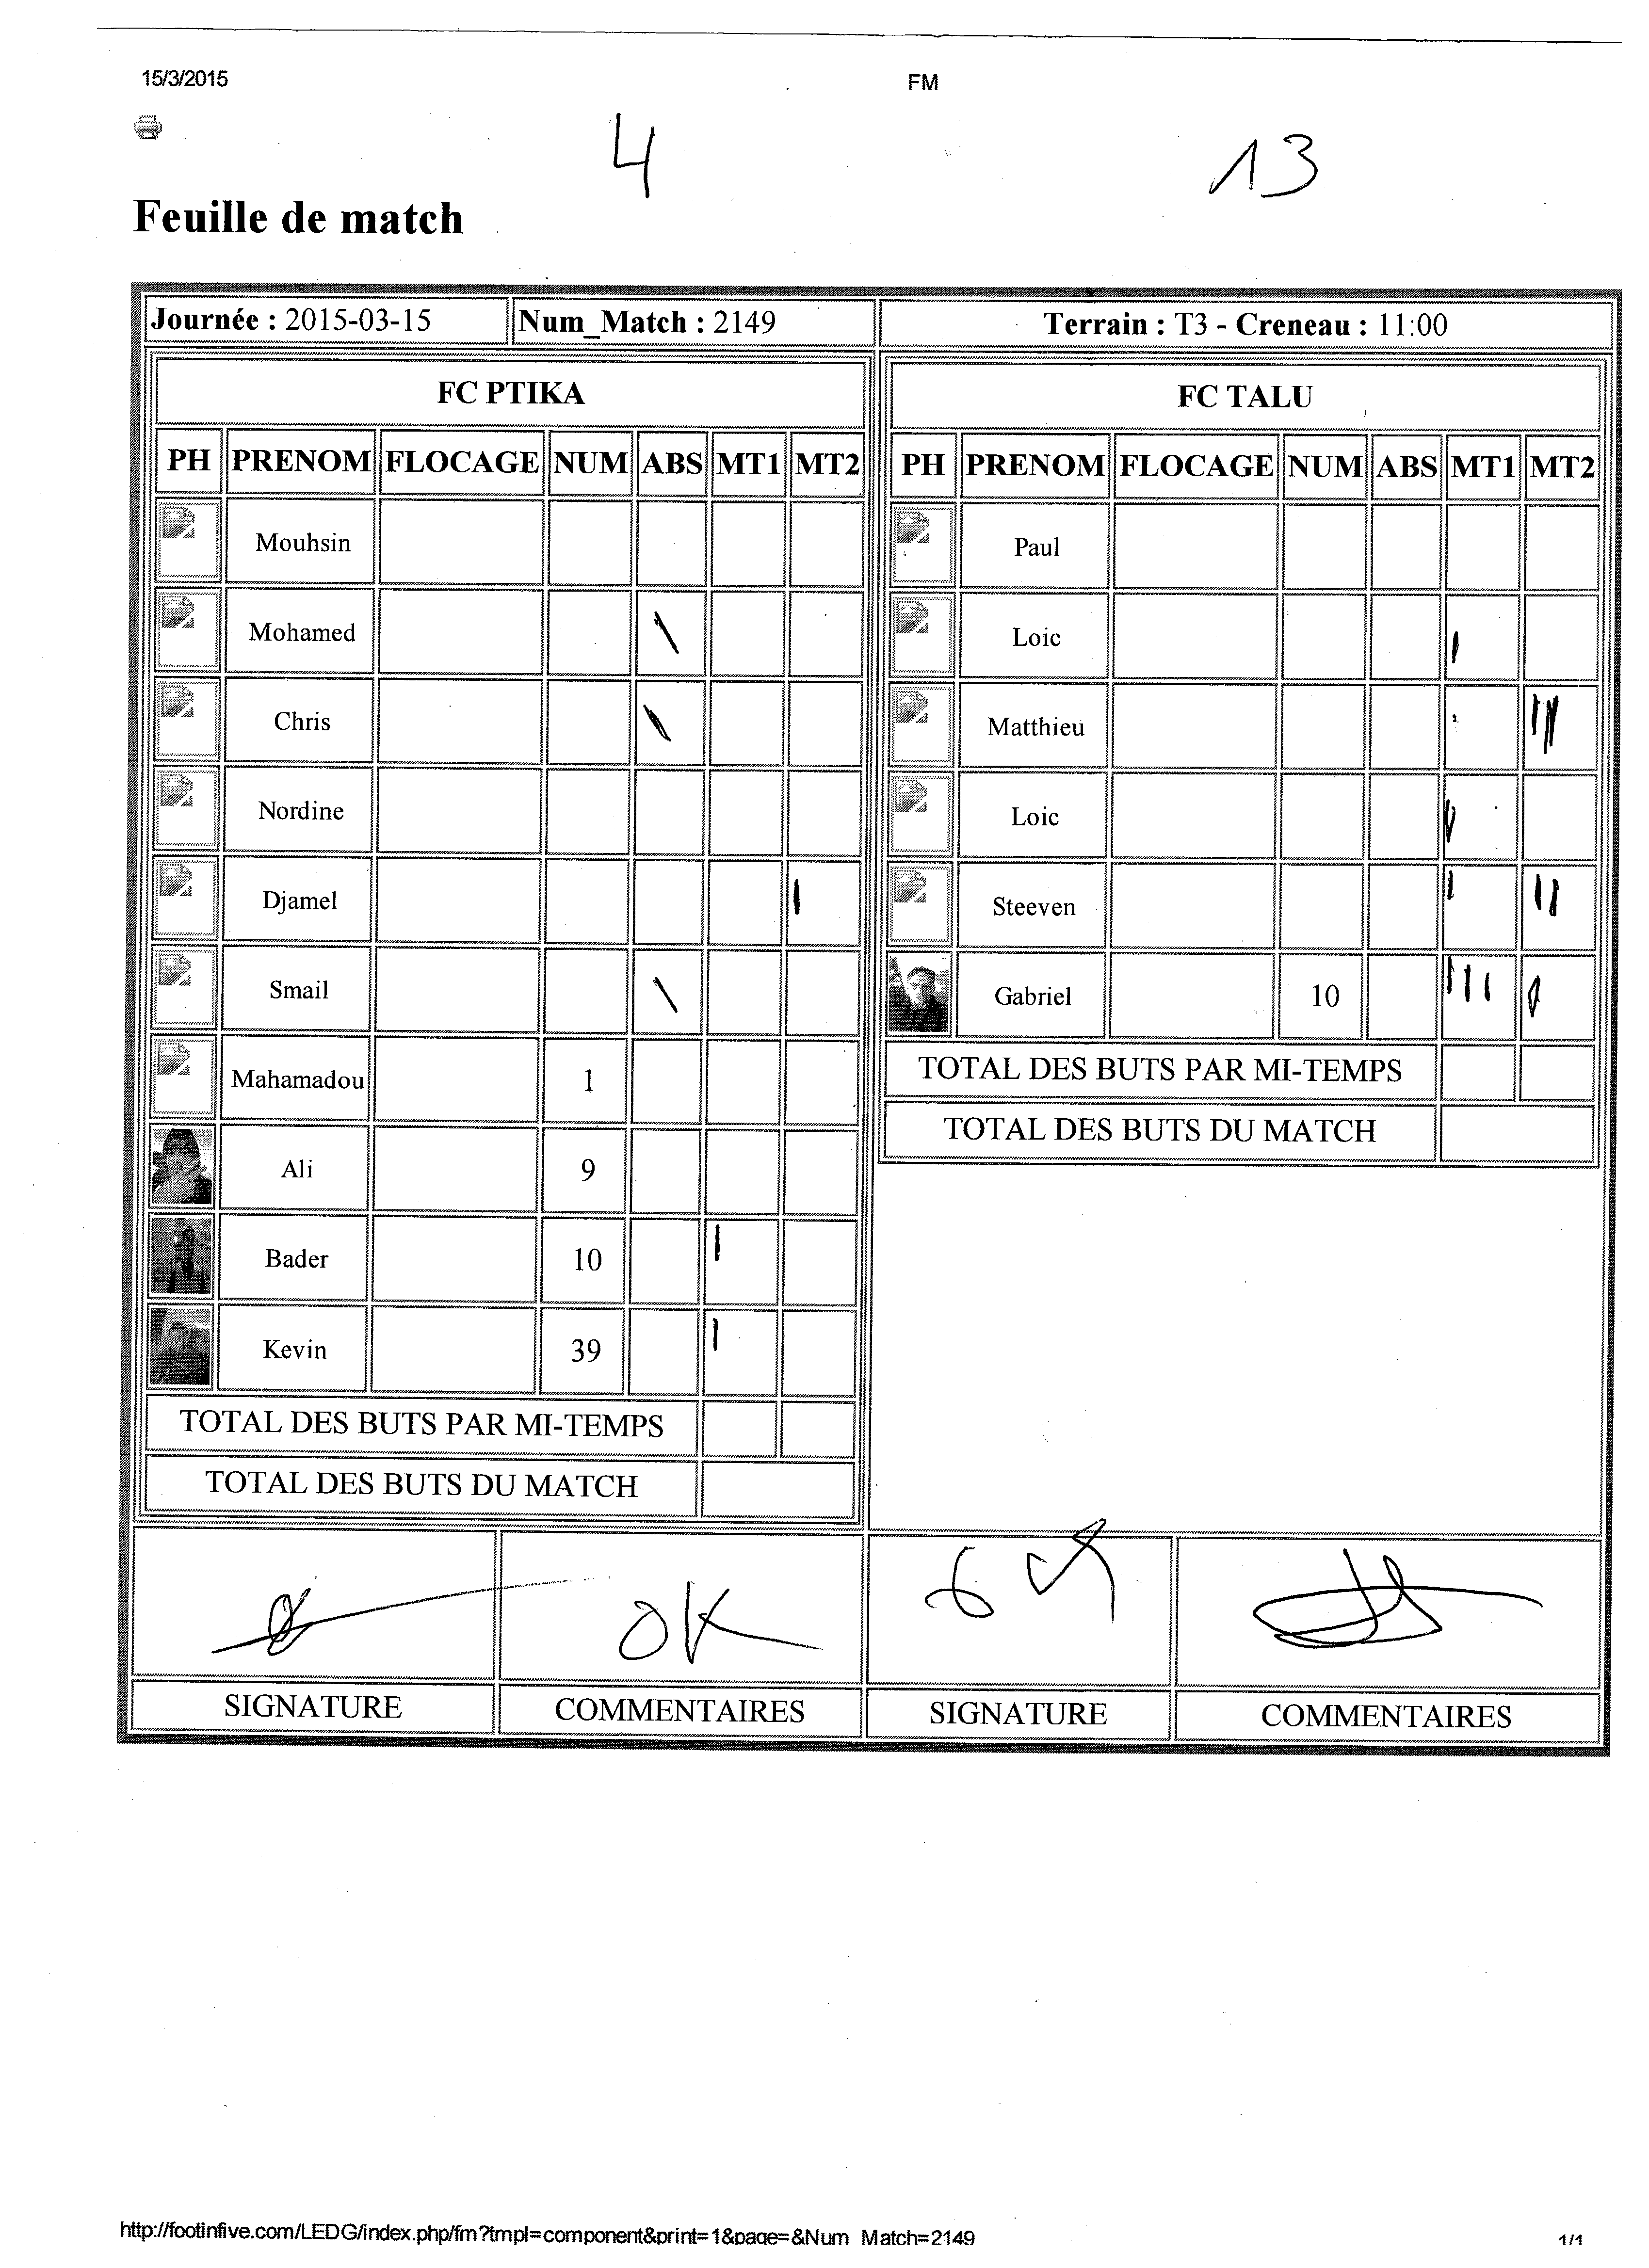 15/3/2015 FM
4 13
Feuille de match
Journée : 2015-03-15 Num_Match : 2149 Terrain : T3 - Creneau : 11:00
FC PTIKA FC TALU
PH PRENOM FLOCAGE NUM ABS MT1 MT2 PH PRENOM FLOCAGE NUM ABS MT1 MT2
Mouhsin Paul
Mohamed Loic
Chris Matthieu
Nordine Loic
Djamel Steeven
Smail Gabriel 10
Mahamadou 1 TOTAL DES BUTS PAR MI-TEMPS
TOTAL DES BUTS DU MATCH
Ali 9
Bader 10
Kevin 39
TOTAL DES BUTS PAR MI-TEMPS
TOTAL DES BUTS DU MATCH
OK
SIGNATURE COMMENTAIRES SIGNATURE COMMENTAIRES
http://footinfive.com/LEDG/index.php/fm?tmpl=component&print=1&page=&Num_Match=2149 1/1